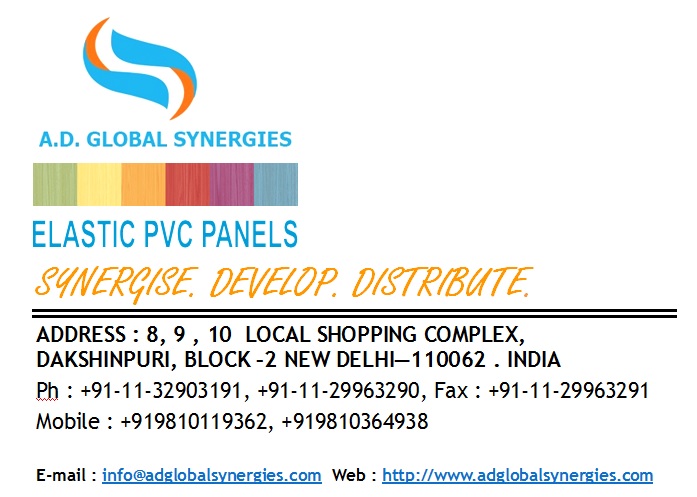 A.D. GLOBAL SYNERGIES
ELASTIC PVC PANELS
SYNERGISE. DEVELOP. DISTRIBUTE.
ADDRESS : 8, 9 , 10 LOCAL SHOPPING COMPLEX,
DAKSHINPURI, BLOCK –2 NEW DELHI—110062 . INDIA
Ph : +91-11-32903191, +91-11-29963290, Fax : +91-11-29963291
Mobile : +919810119362, +919810364938
E-mail : info@adglobalsynergies.com Web : http://www.adglobalsynergies.com